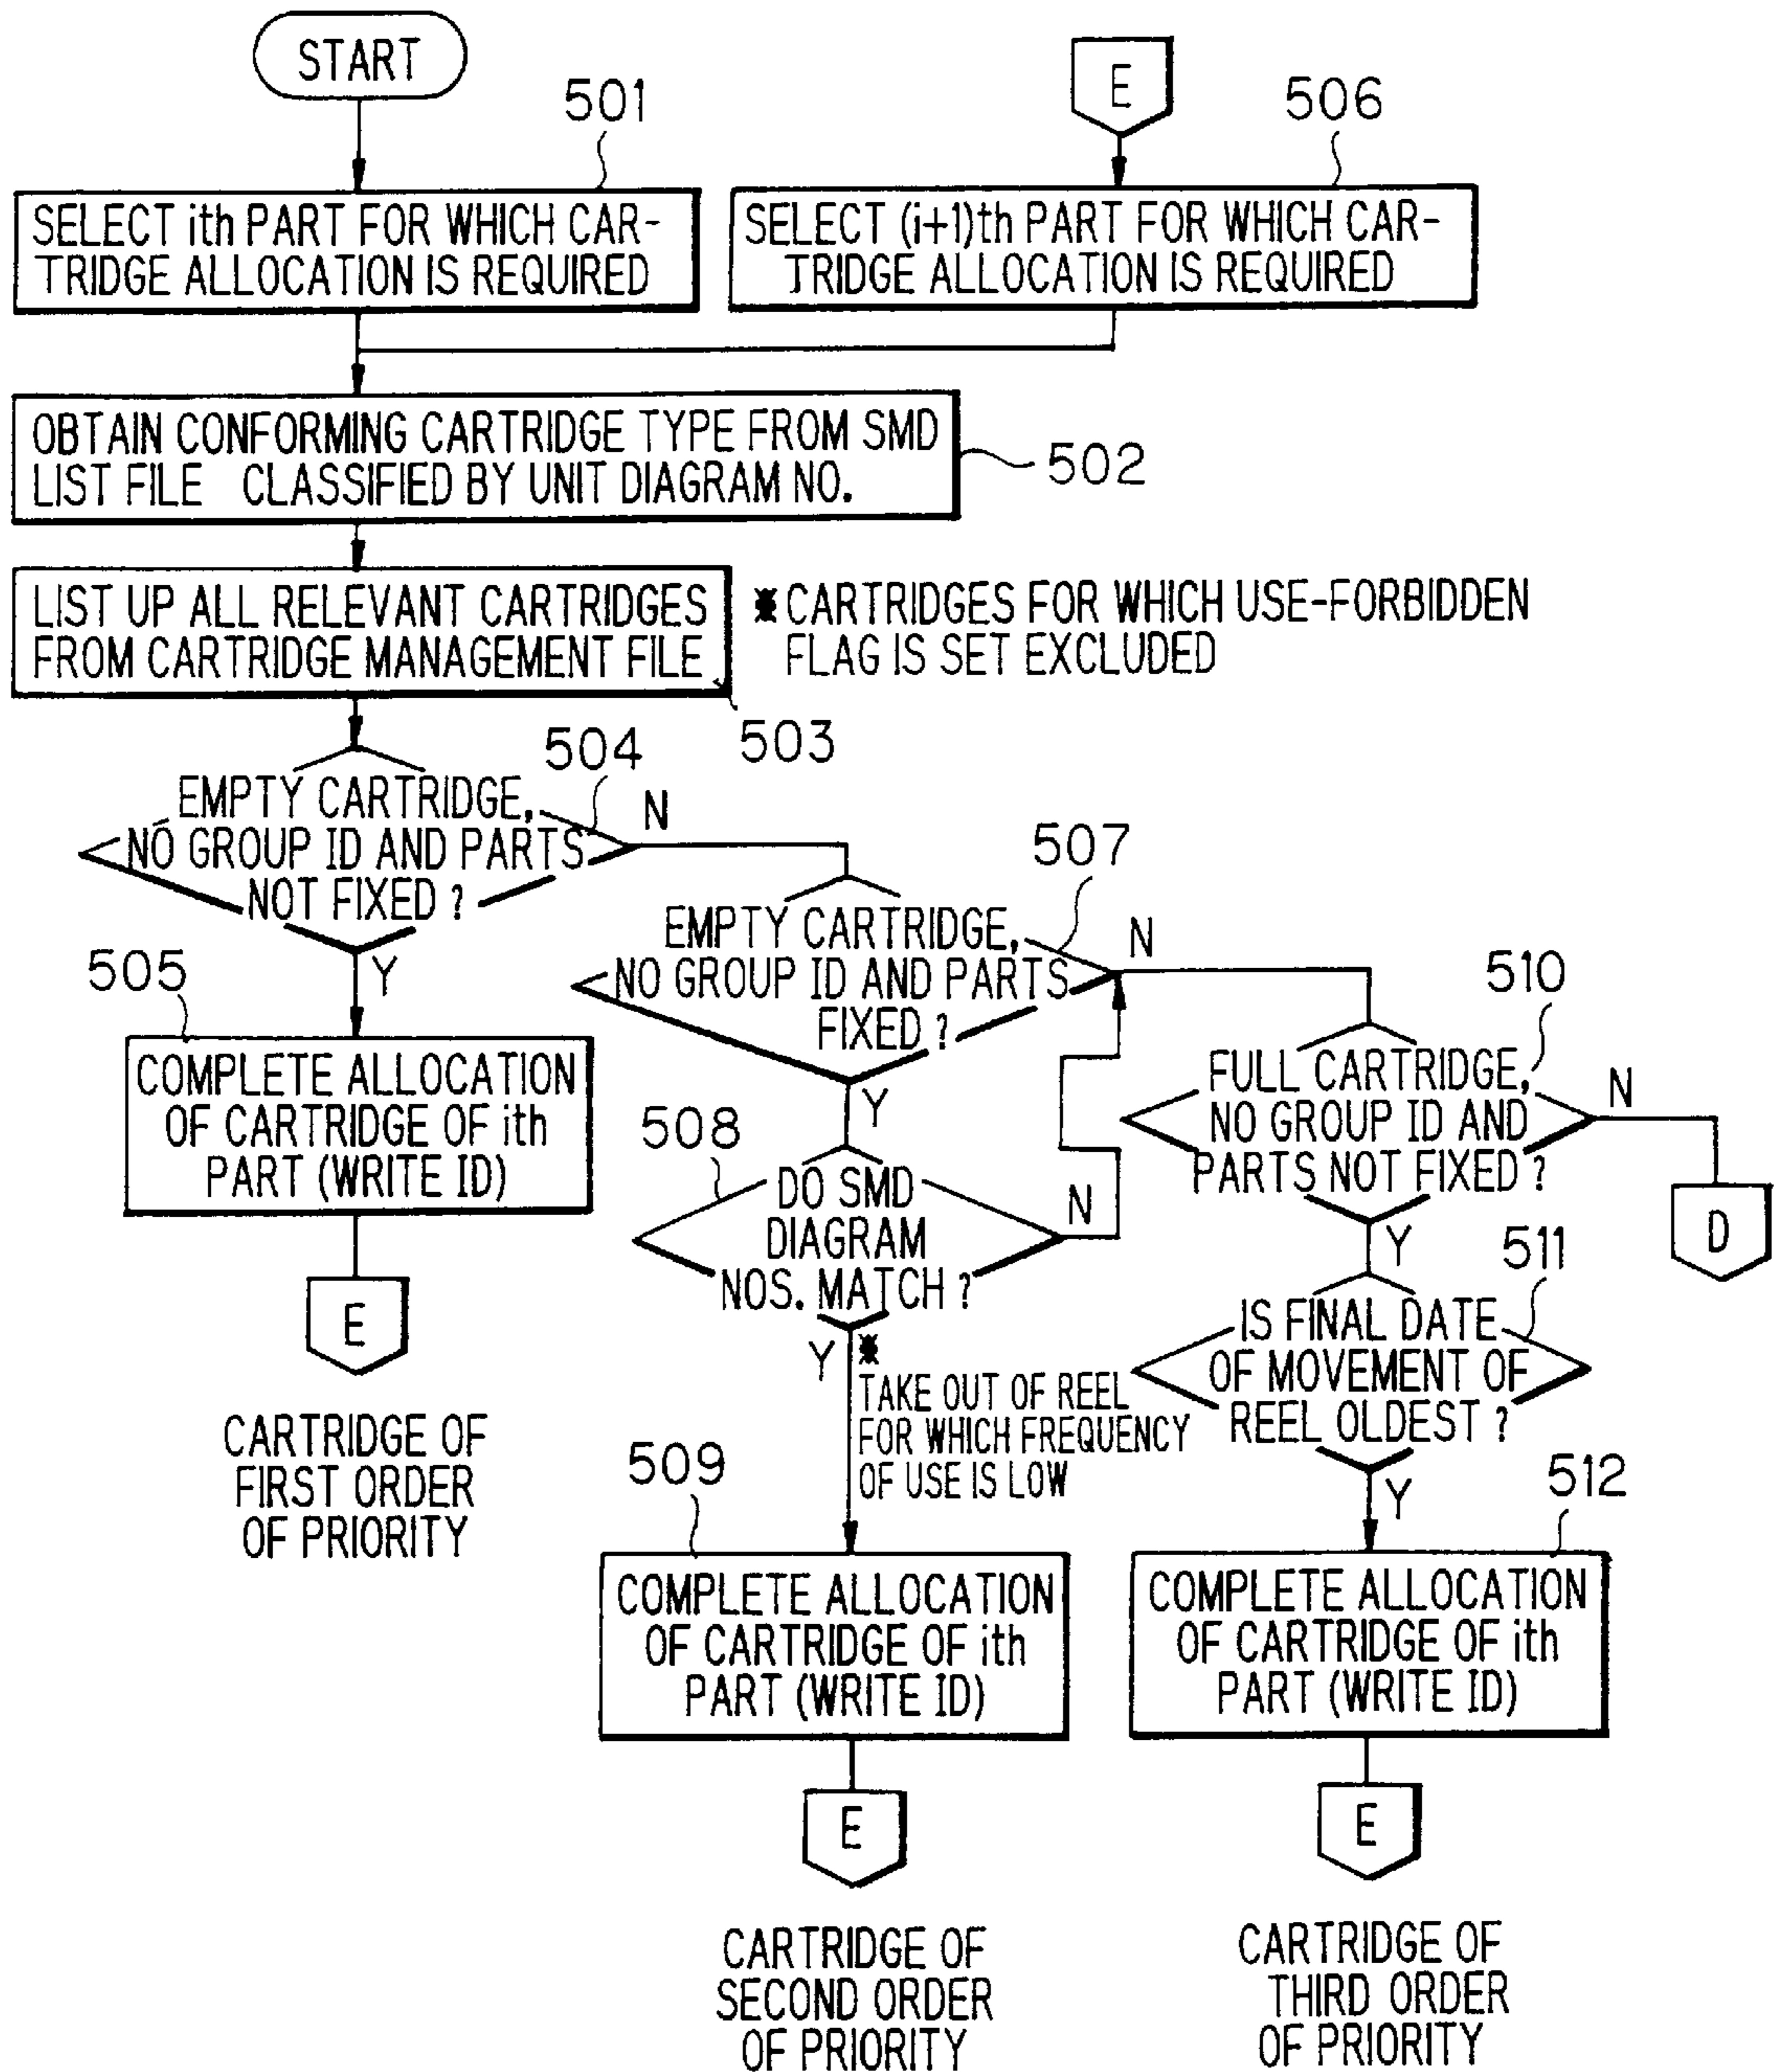 START
501
SELECT ith PART FOR WHICH CAR-
TRIDGE ALLOCATION IS REQUIRED
E
506
SELECT (i+1)th PART FOR WHICH CAR-
TRIDGE ALLOCATION IS REQUIRED
OBTAIN CONFORMING CARTRIDGE TYPE FROM SMD
LIST FILE CLASSIFIED BY UNIT DIAGRAM NO.
502
LIST UP ALL RELEVANT CARTRIDGES
FROM CARTRIDGE MANAGEMENT FILE
503
※ CARTRIDGES FOR WHICH USE-FORBIDDEN
FLAG IS SET EXCLUDED
504
EMPTY CARTRIDGE,
NO GROUP ID AND PARTS
NOT FIXED ?
N
Y
505
COMPLETE ALLOCATION
OF CARTRIDGE OF ith
PART (WRITE ID)
E
CARTRIDGE OF
FIRST ORDER
OF PRIORITY
507
EMPTY CARTRIDGE,
NO GROUP ID AND PARTS
FIXED ?
N
Y
508
DO SMD
DIAGRAM
NOS. MATCH ?
N
Y ※
TAKE OUT OF REEL
FOR WHICH FREQUENCY
OF USE IS LOW
509
COMPLETE ALLOCATION
OF CARTRIDGE OF ith
PART (WRITE ID)
E
CARTRIDGE OF
SECOND ORDER
OF PRIORITY
510
FULL CARTRIDGE,
NO GROUP ID AND
PARTS NOT FIXED ?
N
D
Y
511
IS FINAL DATE
OF MOVEMENT OF
REEL OLDEST ?
Y
512
COMPLETE ALLOCATION
OF CARTRIDGE OF ith
PART (WRITE ID)
E
CARTRIDGE OF
THIRD ORDER
OF PRIORITY